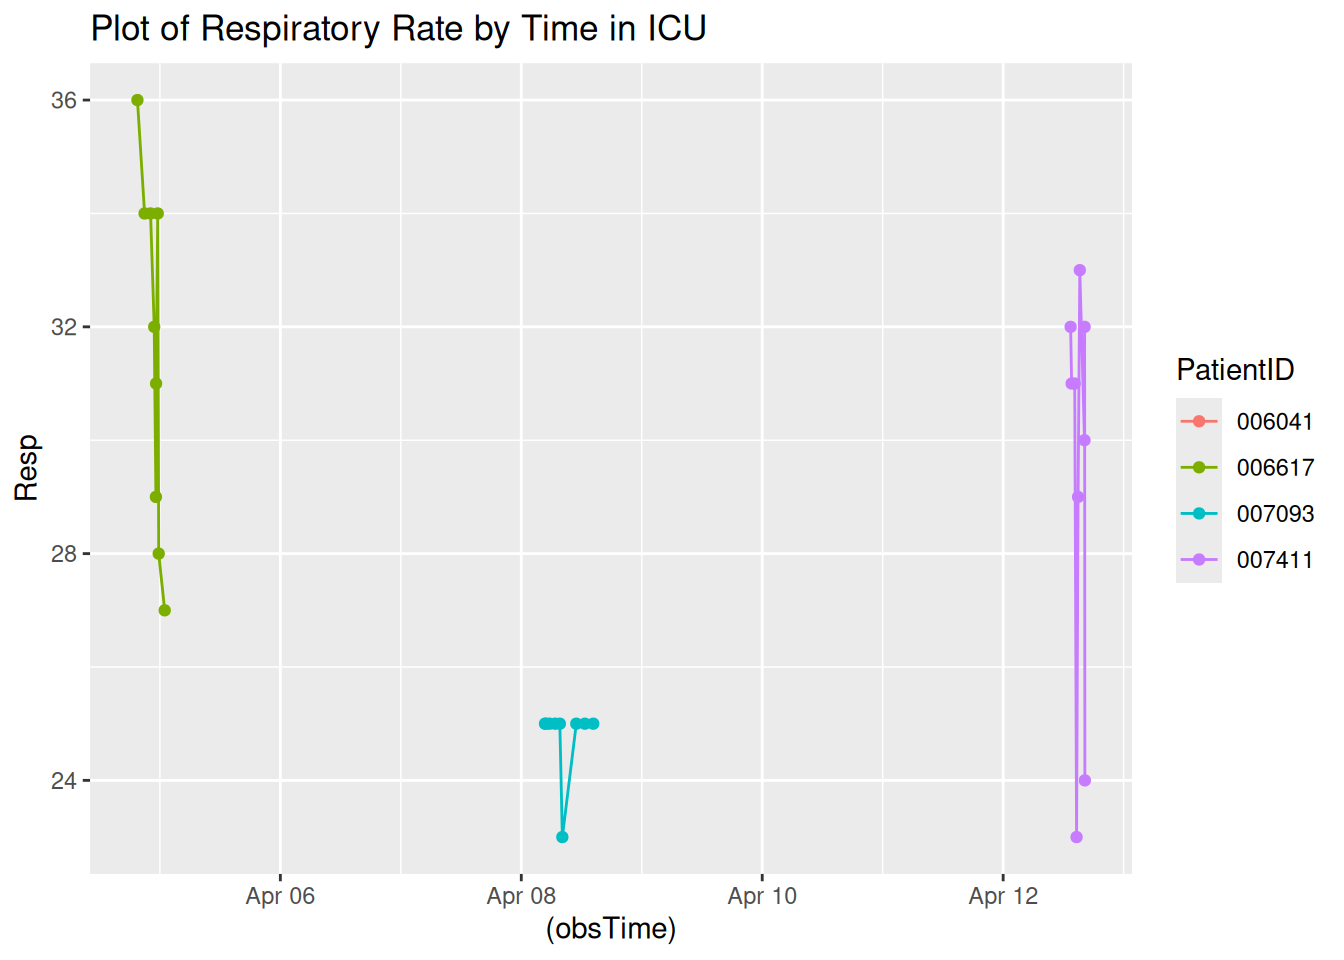 Plot of Respiratory Rate by Time in ICU
36
32
28
24
Resp
Apr 06 Apr 08 Apr 10 Apr 12
(obsTime)
PatientID
006041
006617
007093
007411